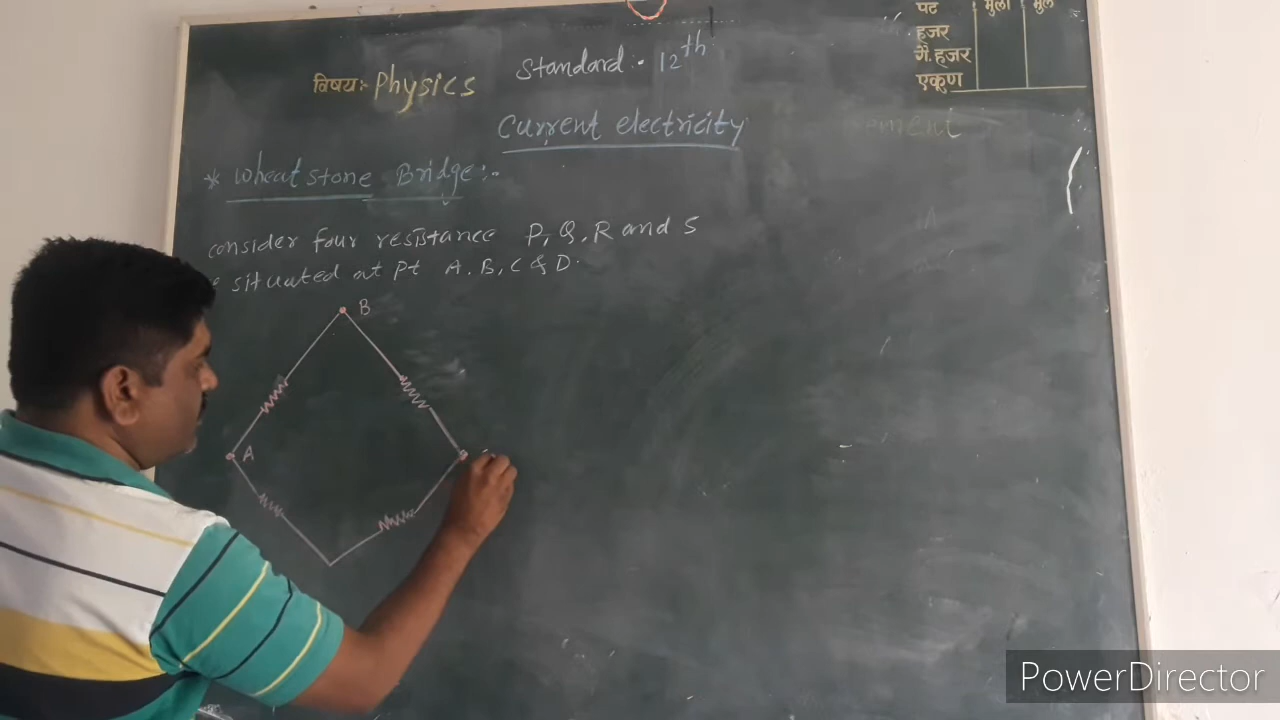 पट मुली मुले
हजर
गै. हजर
एकूण
विषय:- Physics Standard:- 12th
Current electricity
* Wheatstone Bridge:-
consider four resistance P, Q, R and S
situated at pt A, B, C & D.
B
A
PowerDirector